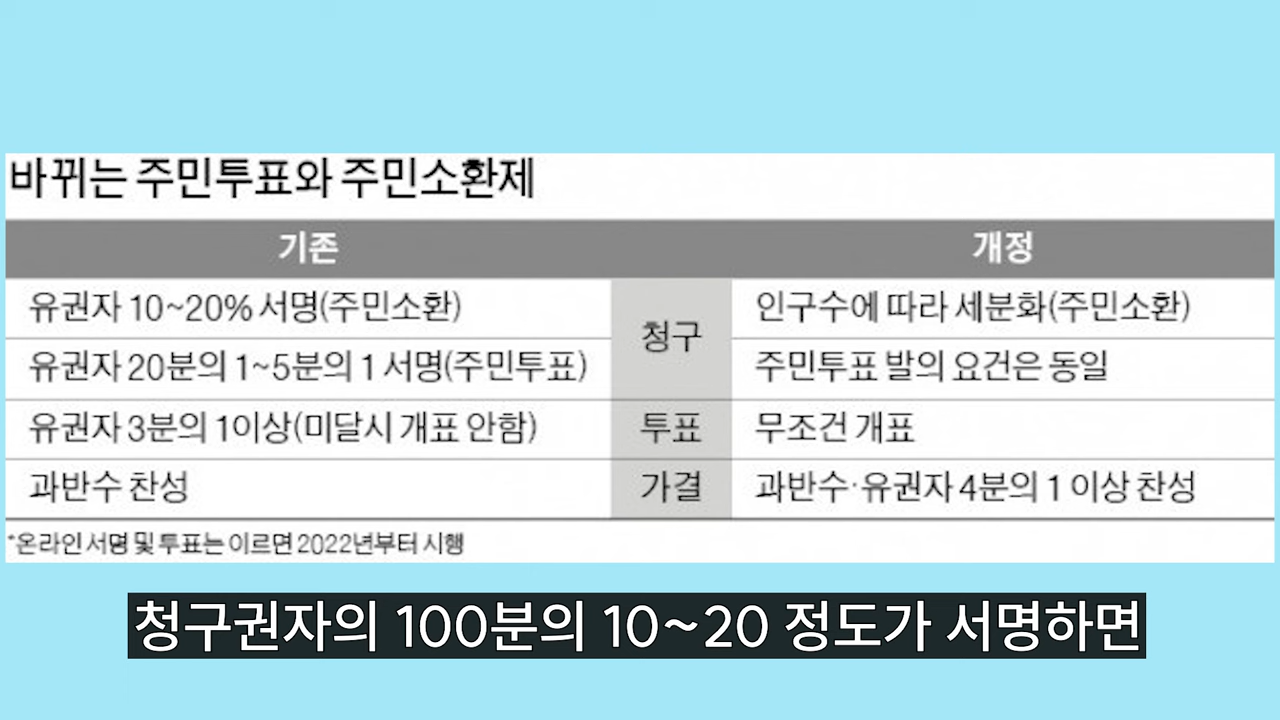 바뀌는 주민투표와 주민소환제
기존 개정
유권자 10~20% 서명(주민소환) 청구 인구수에 따라 세분화(주민소환)
유권자 20분의 1~5분의 1 서명(주민투표) 주민투표 발의 요건은 동일
유권자 3분의 1이상(미달시 개표 안함) 투표 무조건 개표
과반수 찬성 가결 과반수·유권자 4분의 1 이상 찬성
*온라인 서명 및 투표는 이르면 2022년부터 시행
청구권자의 100분의 10~20 정도가 서명하면